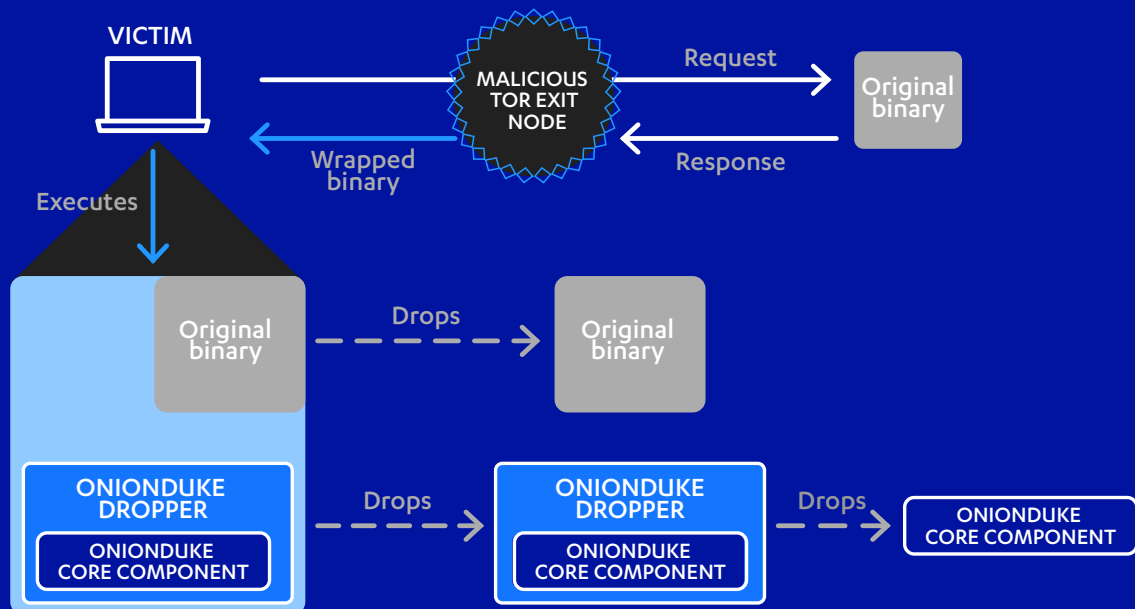 VICTIM
MALICIOUS
TOR EXIT
NODE
Request
Original
binary
Wrapped
binary
Response
Executes
Original
binary
Drops
Original
binary
ONIONDUKE
DROPPER
ONIONDUKE
CORE COMPONENT
Drops
ONIONDUKE
DROPPER
ONIONDUKE
CORE COMPONENT
Drops
ONIONDUKE
CORE COMPONENT